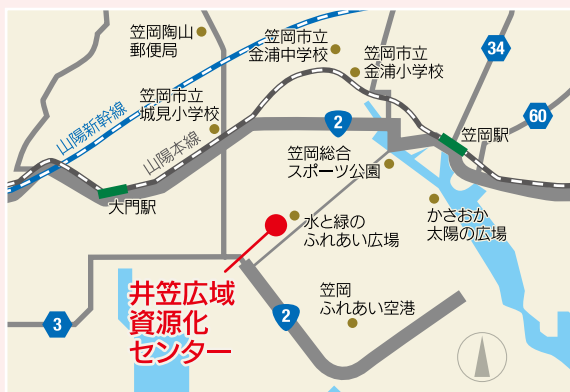 笠岡陶山
郵便局
笠岡市立
金浦中学校
笠岡市立
金浦小学校
34
山陽新幹線
笠岡市立
城見小学校
山陽本線
2
60
笠岡駅
笠岡総合
スポーツ公園
大門駅
水と緑の
ふれあい広場
かさおか
太陽の広場
井笠広域
資源化
センター
3
2
笠岡
ふれあい空港